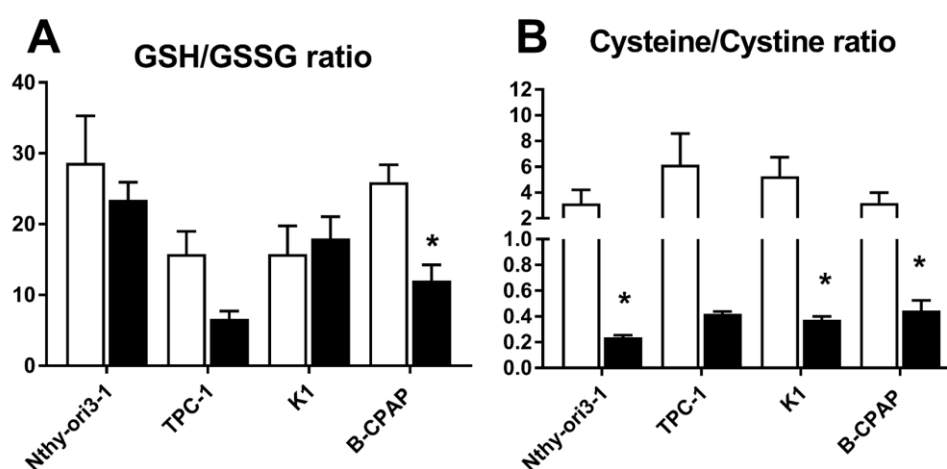 A
GSH/GSSG ratio
40
30
20
10
0
*
Nthy-ori3-1
TPC-1
K1
B-CPAP
B
Cysteine/Cystine ratio
12
10
8
6
4
2
1.0
0.8
0.6
0.4
0.2
0.0
*
*
*
Nthy-ori3-1
TPC-1
K1
B-CPAP